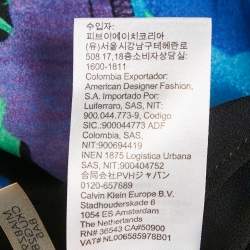 수입자:
피브이에이치코리아
(유)서울시강남구테헤란로
508 17,18층소비자상담실:
1600-1811
Colombia Exportador:
American Designer Fashion,
S.A. Importado Por:
Luiferraro, SAS, NIT:
900.044.773-9, Comprador:
SIC: 900044773 ADF
Colombia SAS, NIT:
900694419
INEN 1875 Logistica Urbana
SAS, NIT: 900404752
合同会社PVHジャパン
Calvin Klein Europe B.V.
Stadhouderskade 6
1054 ES Amsterdam
The Netherlands
RN# 36543 CA#50900
VAT# NL006585978B01